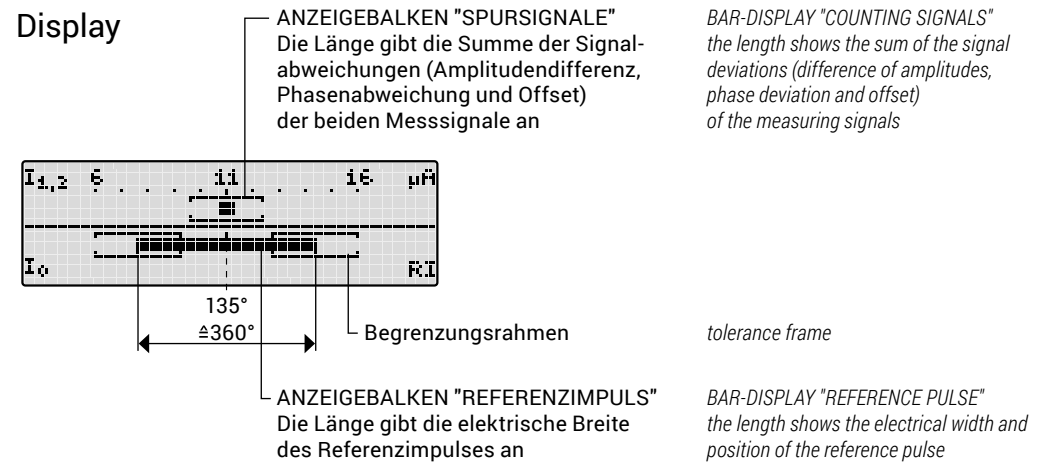 Display
ANZEIGEBALKEN "SPURSIGNALE"
Die Länge gibt die Summe der Signal-
abweichungen (Amplitudendifferenz,
Phasenabweichung und Offset)
der beiden Messsignale an
BAR-DISPLAY "COUNTING SIGNALS"
the length shows the sum of the signal
deviations (difference of amplitudes,
phase deviation and offset)
of the measuring signals
I1,2 6 11 16 µA
I0 RI
135°
≙360°
Begrenzungsrahmen
tolerance frame
ANZEIGEBALKEN "REFERENZIMPULS"
Die Länge gibt die elektrische Breite
des Referenzimpulses an
BAR-DISPLAY "REFERENCE PULSE"
the length shows the electrical width and
position of the reference pulse